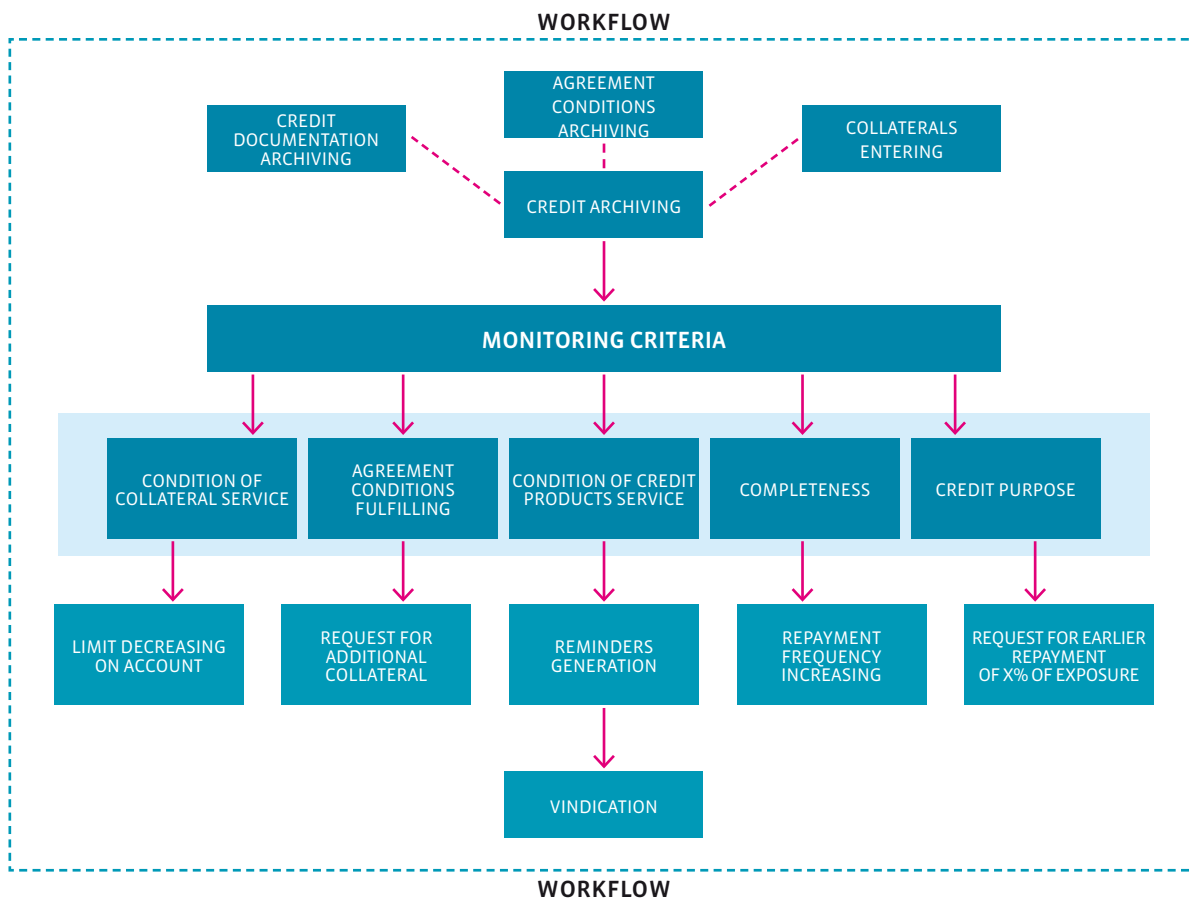 WORKFLOW
AGREEMENT
CONDITIONS
ARCHIVING
CREDIT
DOCUMENTATION
ARCHIVING
COLLATERALS
ENTERING
CREDIT ARCHIVING
MONITORING CRITERIA
CONDITION OF
COLLATERAL SERVICE
AGREEMENT
CONDITIONS
FULFILLING
CONDITION OF CREDIT
PRODUCTS SERVICE
COMPLETENESS
CREDIT PURPOSE
LIMIT DECREASING
ON ACCOUNT
REQUEST FOR
ADDITIONAL
COLLATERAL
REMINDERS
GENERATION
REPAYMENT
FREQUENCY
INCREASING
REQUEST FOR EARLIER
REPAYMENT
OF X% OF EXPOSURE
VINDICATION
WORKFLOW